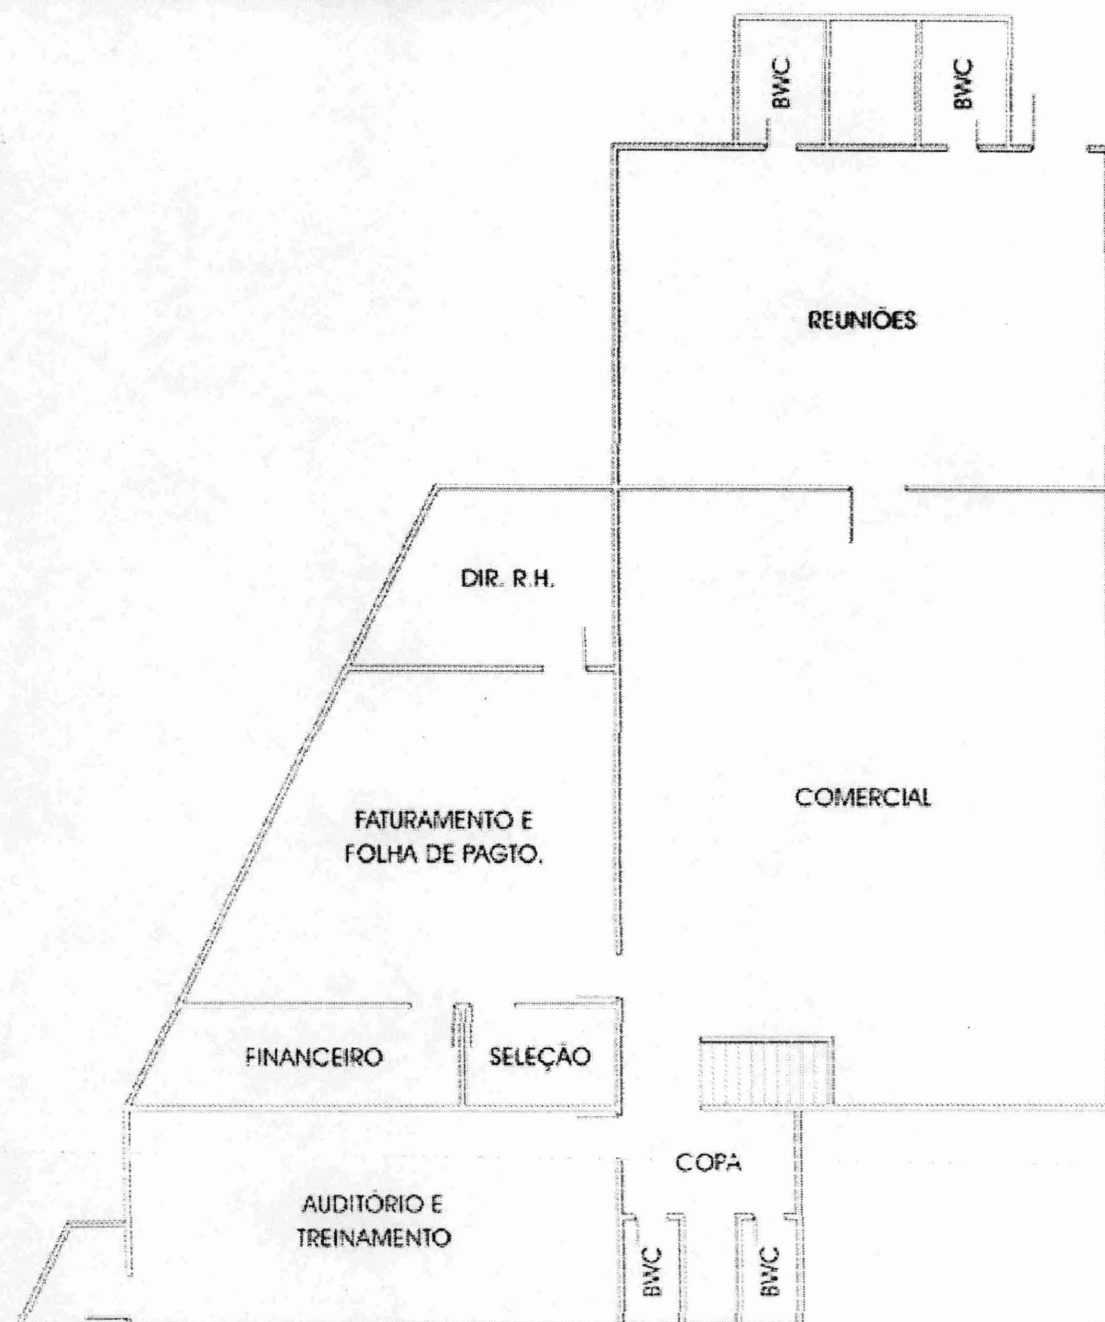 BWC
BWC
REUNIÕES
DIR. R.H.
COMERCIAL
FATURAMENTO E
FOLHA DE PAGTO.
FINANCEIRO
SELEÇÃO
COPA
AUDITÓRIO E
TREINAMENTO
BWC
BWC